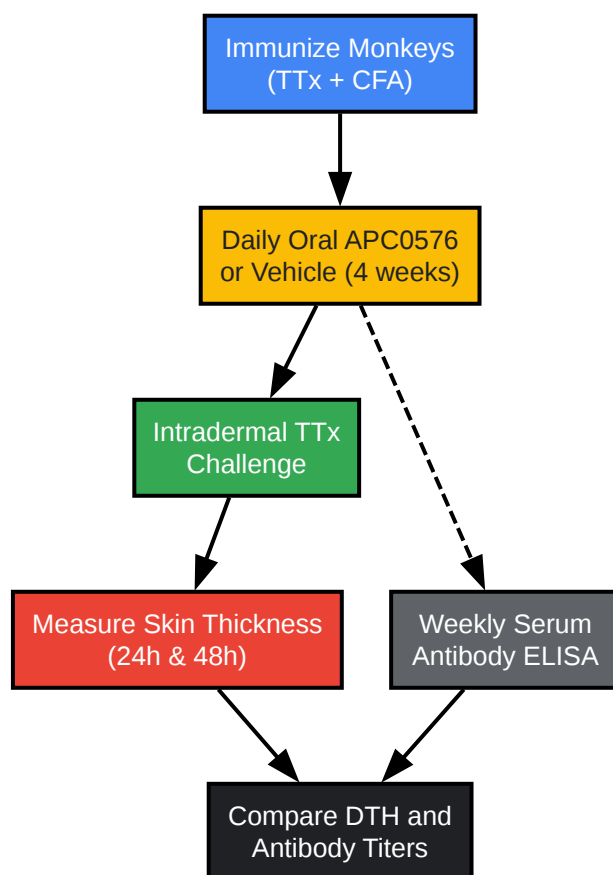 Immunize Monkeys
(TTx + CFA)
Daily Oral APC0576
or Vehicle (4 weeks)
Intradermal TTx
Challenge
Measure Skin Thickness
(24h & 48h)
Weekly Serum
Antibody ELISA
Compare DTH and
Antibody Titers